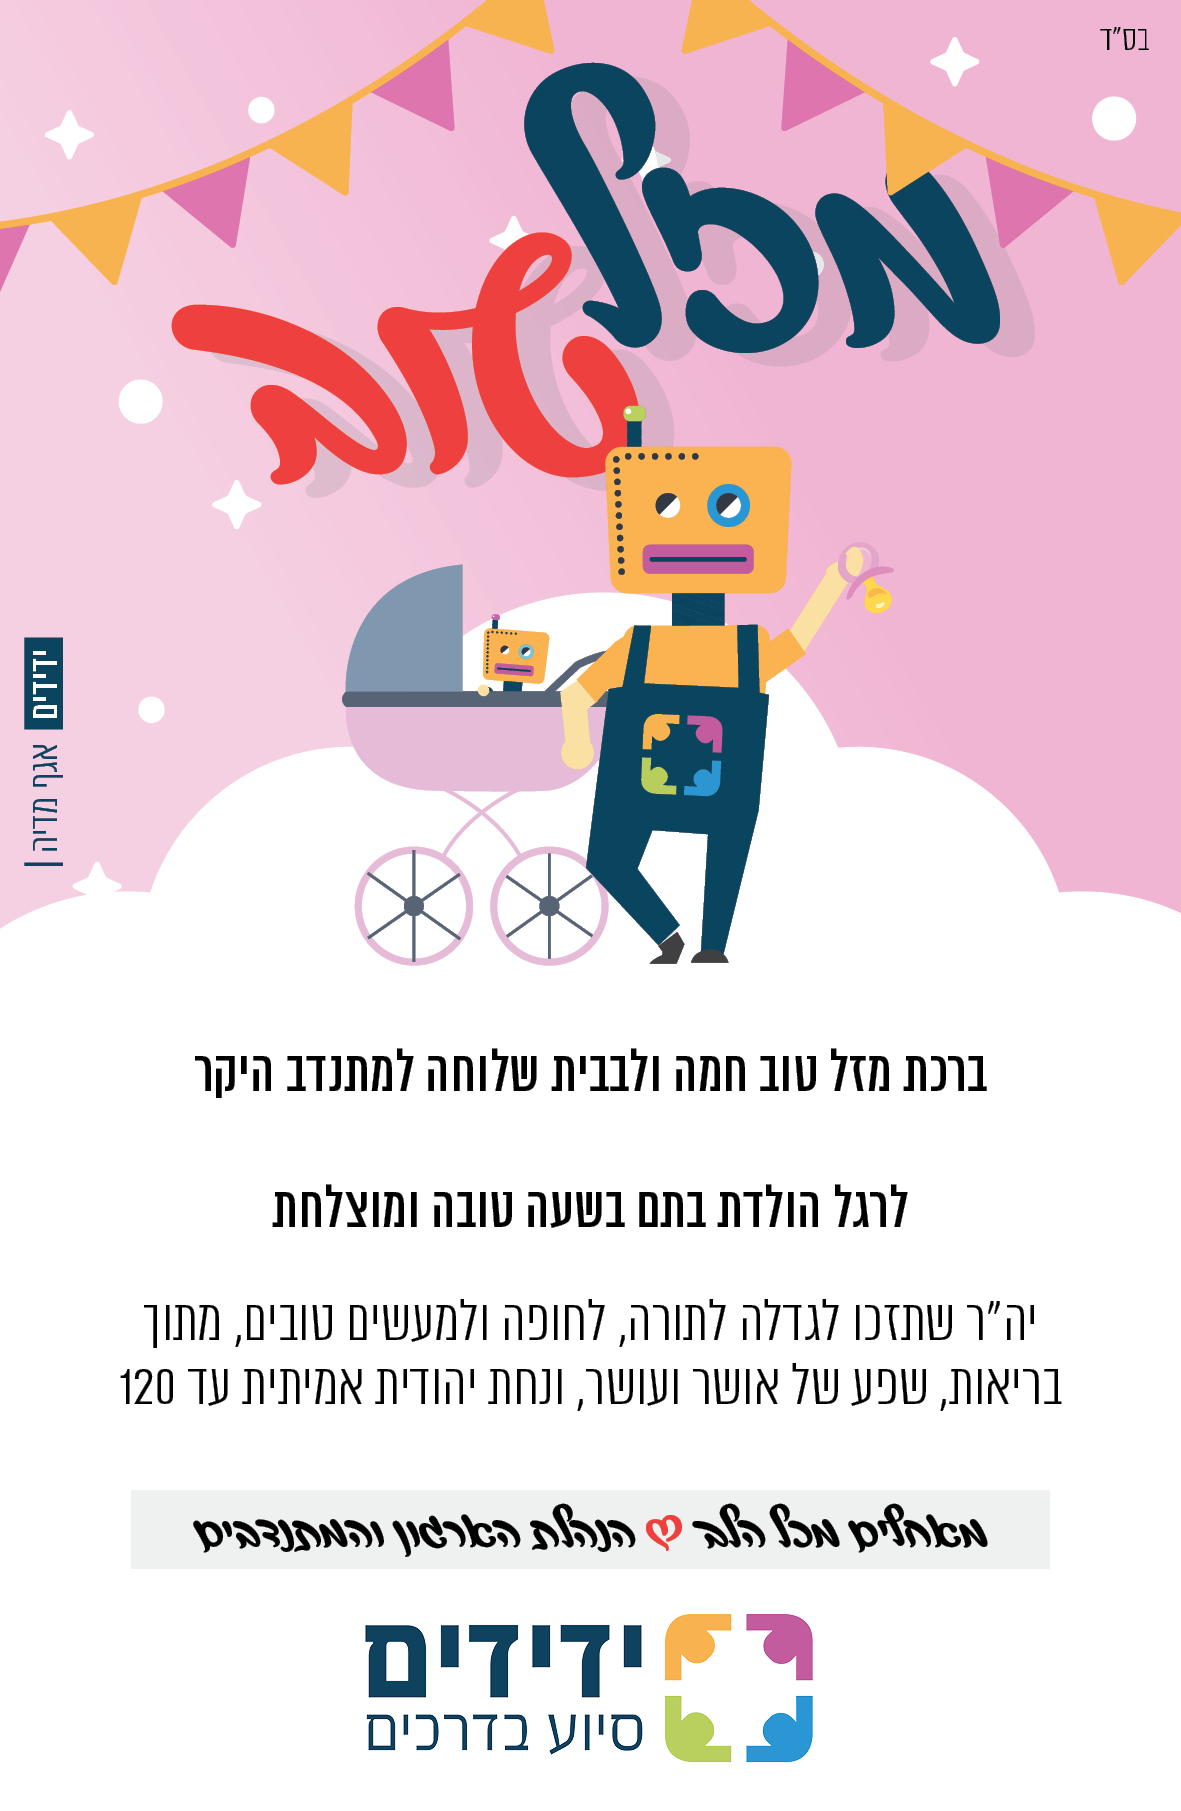 בס"ד
מזל
טוב
ידידים אגף מדיה |
ברכת מזל טוב חמה ולבבית שלוחה למתנדב היקר
לרגל הולדת בתם בשעה טובה ומוצלחת
יה"ר שתזכו לגדלה לתורה, לחופה ולמעשים טובים, מתוך
בריאות, שפע של אושר ועושר, ונחת יהודית אמיתית עד 120
מאחלים מכל הלב הנהלת הארגון והמתנדבים
ידידים
סיוע בדרכים